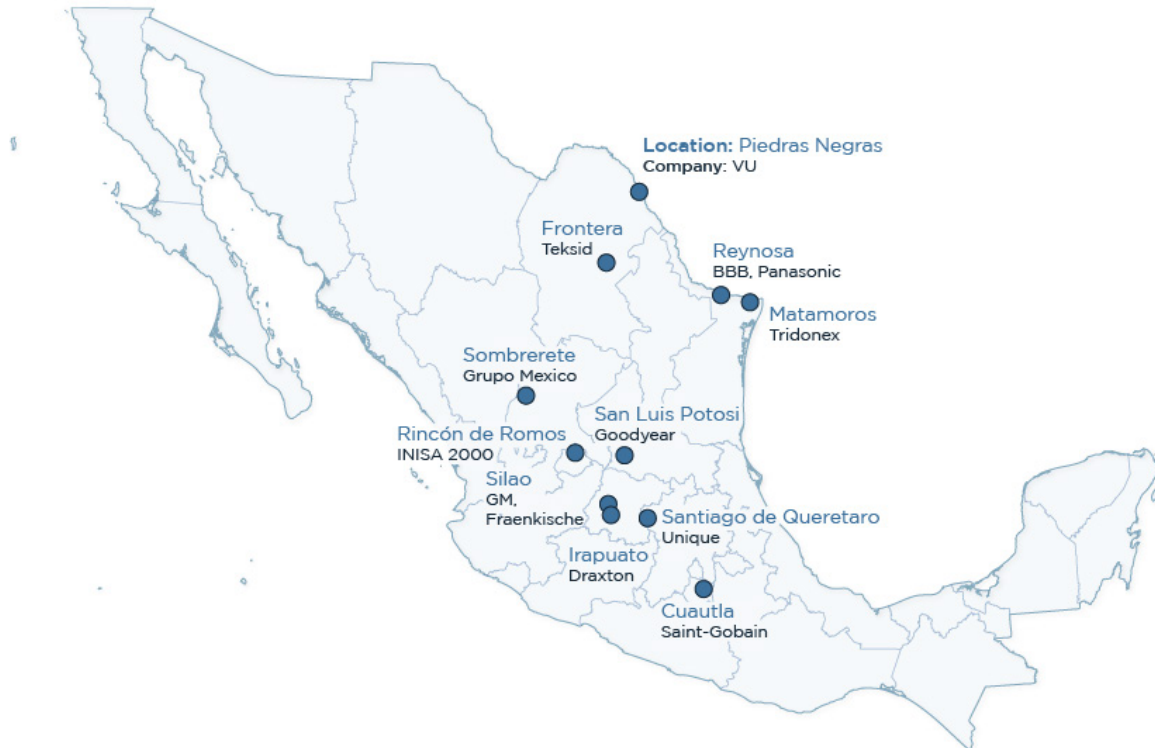 Location: Piedras Negras
Company: VU
Frontera
Teksid
Reynosa
BBB, Panasonic
Matamoros
Tridonex
Sombrerete
Grupo Mexico
San Luis Potosi
Goodyear
Rincón de Romos
INISA 2000
Silao
GM,
Fraenkische
Santiago de Queretaro
Unique
Irapuato
Draxton
Cuautla
Saint-Gobain